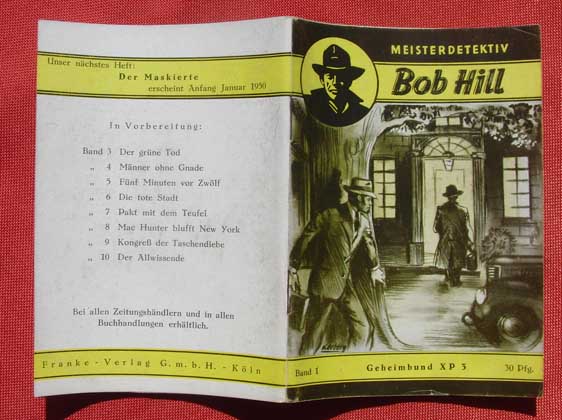 Unser nächstes Heft:
Der Maskierte
erscheint Anfang Januar 1950
In Vorbereitung:
Band 3 Der grüne Tod
„ 4 Männer ohne Gnade
„ 5 Fünf Minuten vor Zwölf
„ 6 Die tote Stadt
„ 7 Pakt mit dem Teufel
„ 8 Mac Hunter blufft New York
„ 9 Kongreß der Taschendiebe
„ 10 Der Allwissende
Bei allen Zeitungshändlern und in allen
Buchhandlungen erhältlich.
Franke - Verlag G. m. b. H. - Köln
MEISTERDETEKTIV
Bob Hill
Band 1 Geheimbund XP 3 30 Pfg.